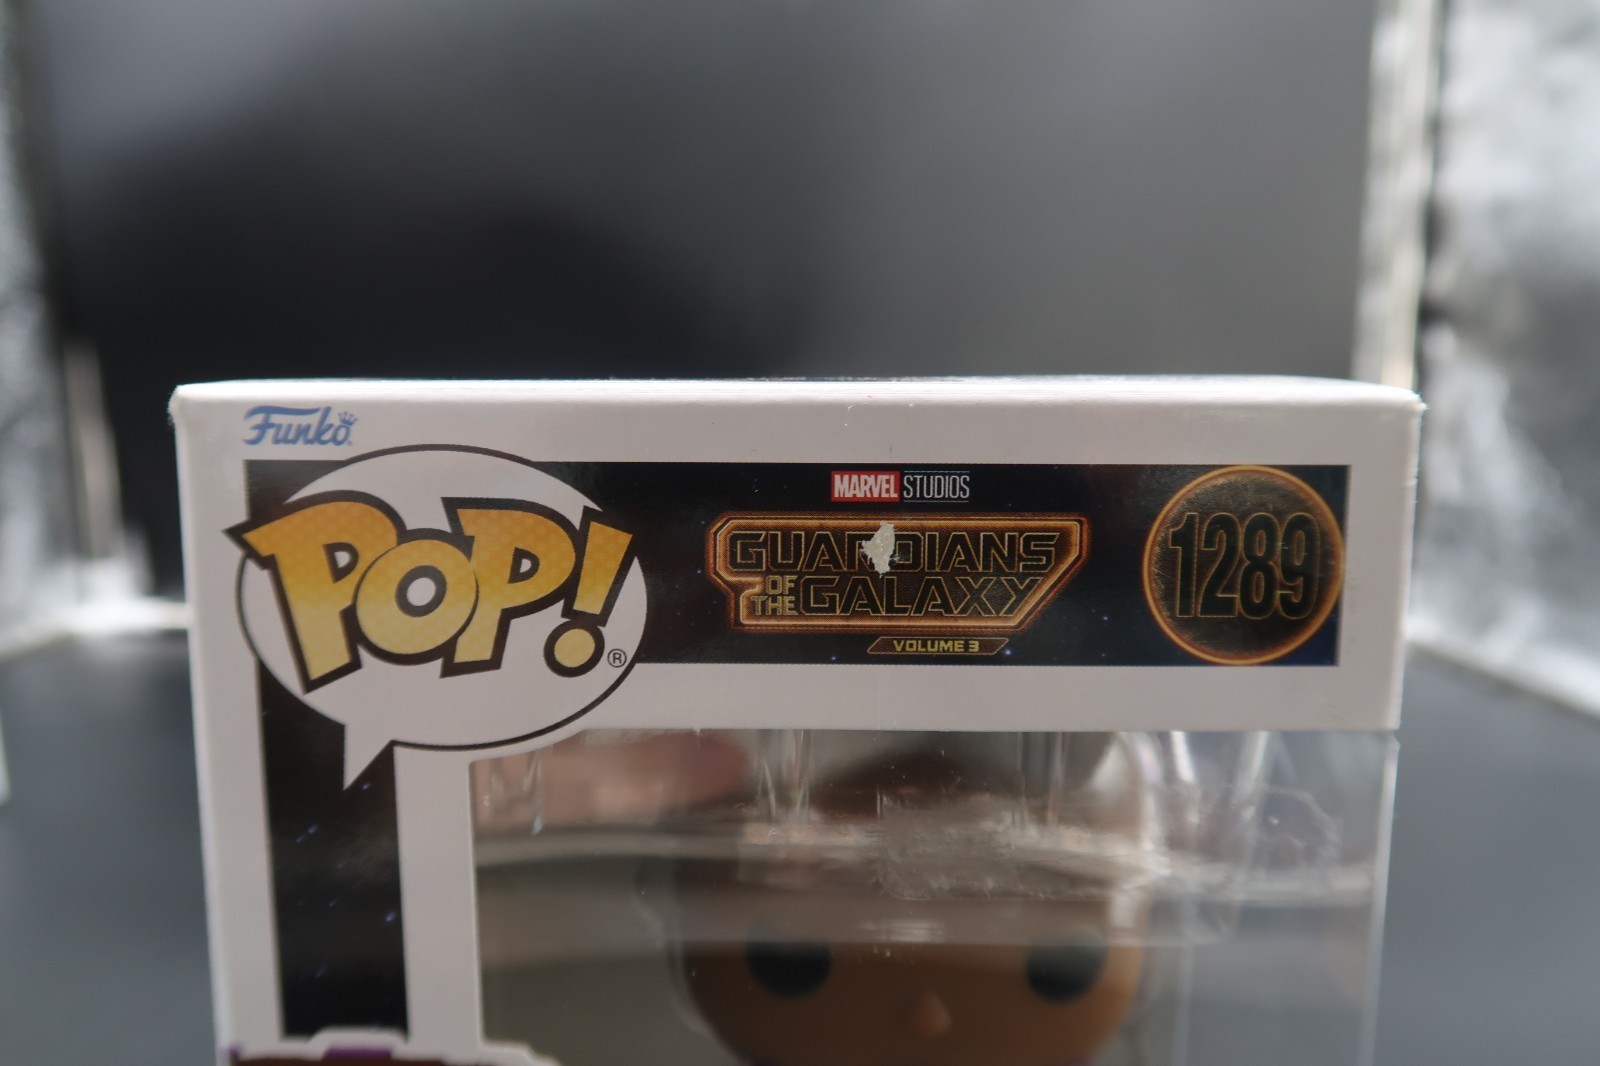 Funko
POP! ®
MARVEL STUDIOS
GUARDIANS
OF THE GALAXY
VOLUME 3
1289